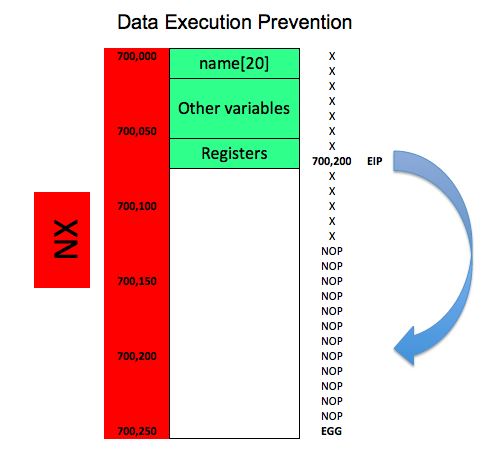 Data Execution Prevention
NX
700,000
700,050
700,100
700,150
700,200
700,250
name[20]
Other variables
Registers
X
X
X
X
X
X
X
700,200 EIP
X
X
X
X
X
NOP
NOP
NOP
NOP
NOP
NOP
NOP
NOP
NOP
NOP
NOP
NOP
EGG